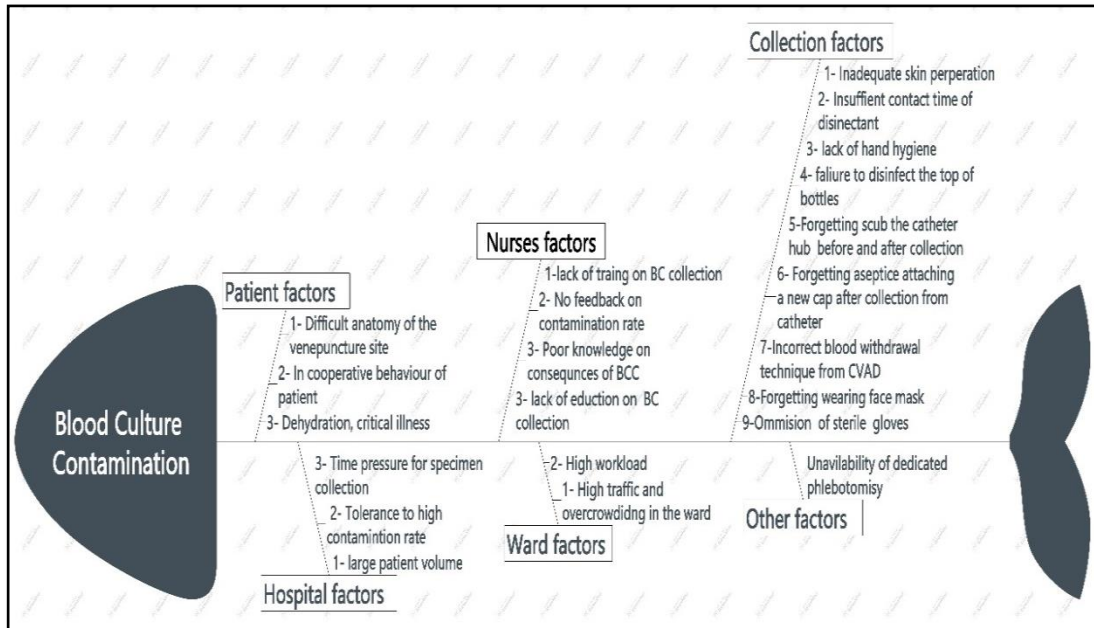 Collection factors
1- Inadequate skin perperation
2- Insuffient contact time of
disinectant
3- lack of hand hygiene
4- faliure to disinfect the top of
bottles
5-Forgetting scub the catheter
hub before and after collection
6- Forgetting aseptice attaching
a new cap after collection from
catheter
7-Incorrect blood withdrawal
technique from CVAD
8-Forgetting wearing face mask
9-Ommision of sterile gloves
Nurses factors
1-lack of traing on BC collection
2- No feedback on
contamination rate
3- Poor knowledge on
consequnces of BCC
3- lack of eduction on BC
collection
Patient factors
1- Difficult anatomy of the
venepuncture site
2- In cooperative behaviour of
patient
3- Dehydration, critical illness
Blood Culture
Contamination
3- Time pressure for specimen
collection
2- Tolerance to high
contamintion rate
1- large patient volume
Hospital factors
2- High workload
1- High traffic and
overcrowidng in the ward
Ward factors
Unavilability of dedicated
phlebotomisy
Other factors